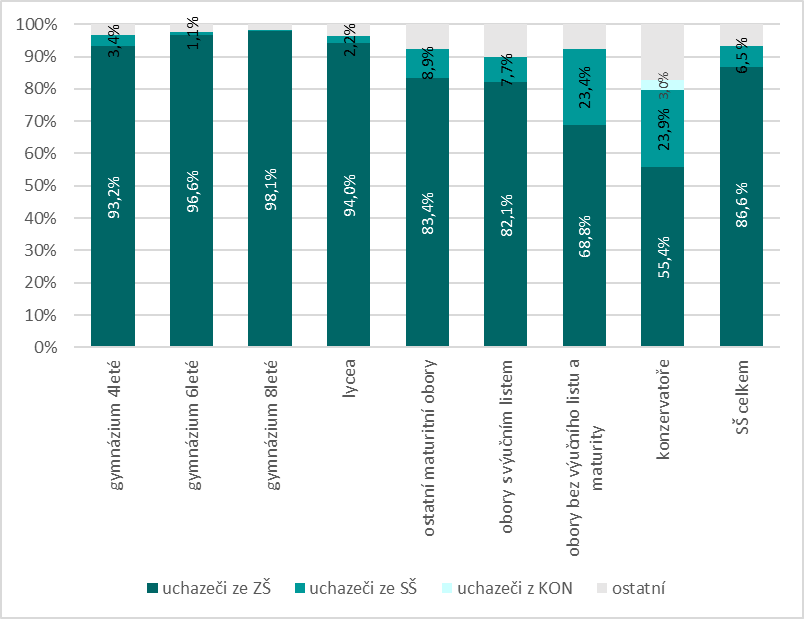 100%
90%
80%
70%
60%
50%
40%
30%
20%
10%
0%
3,4%
1,1%
2,2%
8,9%
7,7%
23,4%
3,0%
23,9%
6,5 %
93,2%
96,6%
98,1%
94,0%
83,4%
82,1%
68,8%
55,4%
86,6 %
gymnázium 4leté
gymnázium 6leté
gymnázium 8leté
lycea
ostatní maturitní obory
obory s výučním listem
obory bez výučního listu a
maturity
konzervatoře
SŠ celkem
uchazeči ze ZŠ
uchazeči ze SŠ
uchazeči z KON
ostatní